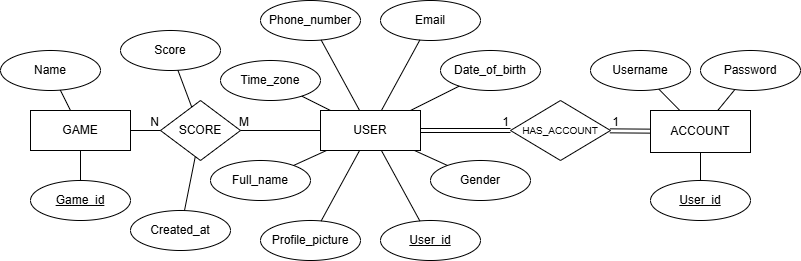 Phone_number
Email
Score
Name
Time_zone
Date_of_birth
Username
Password
GAME
N
SCORE
M
USER
1
HAS_ACCOUNT
1
ACCOUNT
Full_name
Gender
Game_id
User_id
Created_at
Profile_picture
User_id